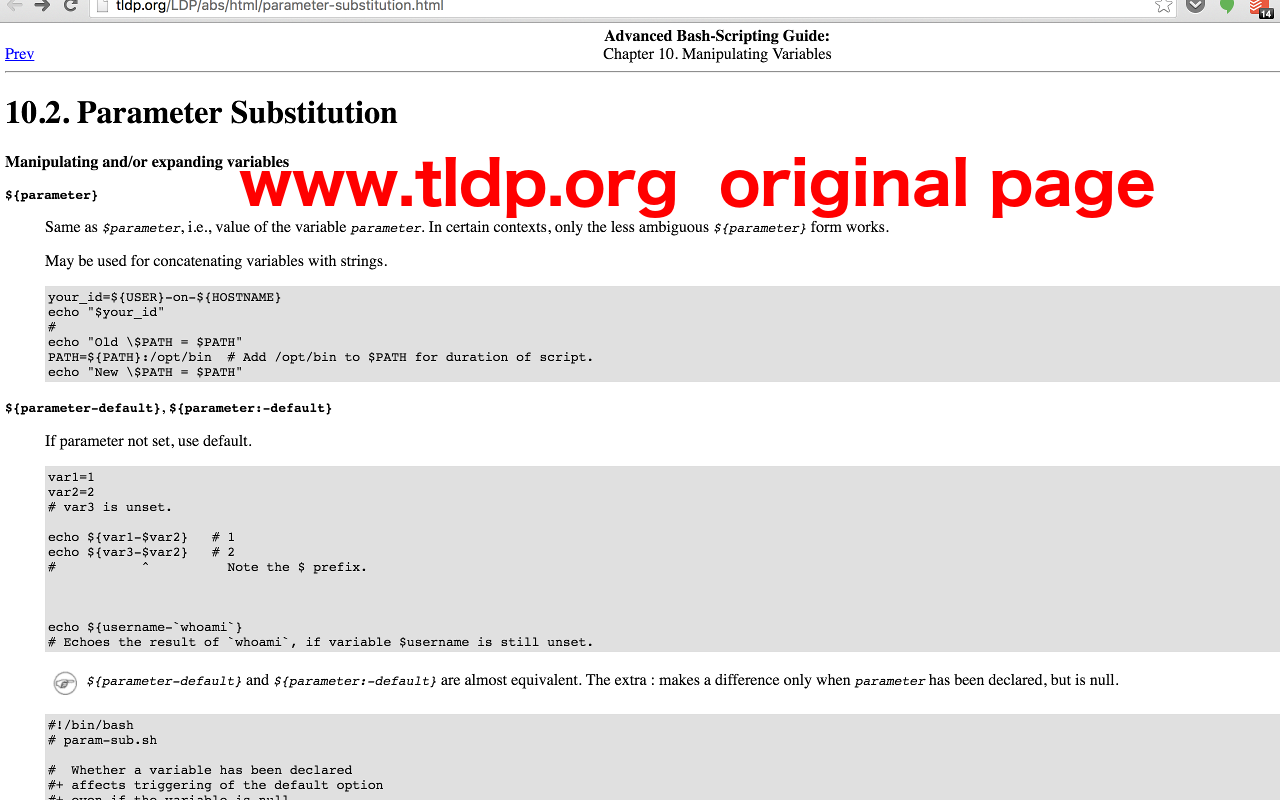 tldp.org/LDP/abs/html/parameter-substitution.html
14
Advanced Bash-Scripting Guide:
Prev
Chapter 10. Manipulating Variables
10.2. Parameter Substitution
Manipulating and/or expanding variables
www.tldp.org original page
${parameter}
Same as $parameter, i.e., value of the variable parameter. In certain contexts, only the less ambiguous ${parameter} form works.
May be used for concatenating variables with strings.
your_id=${USER}-on-${HOSTNAME}
echo "$your_id"
#
echo "Old \$PATH = $PATH"
PATH=${PATH}:/opt/bin  # Add /opt/bin to $PATH for duration of script.
echo "New \$PATH = $PATH"
${parameter-default}, ${parameter:-default}
If parameter not set, use default.
var1=1
var2=2
# var3 is unset.
echo ${var1-$var2}   # 1
echo ${var3-$var2}   # 2
#           ^          Note the $ prefix.
echo ${username-`whoami`}
# Echoes the result of `whoami`, if variable $username is still unset.
${parameter-default} and ${parameter:-default} are almost equivalent. The extra : makes a difference only when parameter has been declared, but is null.
#!/bin/bash
# param-sub.sh
#  Whether a variable has been declared
#+ affects triggering of the default option
#+ even if the variable is null.